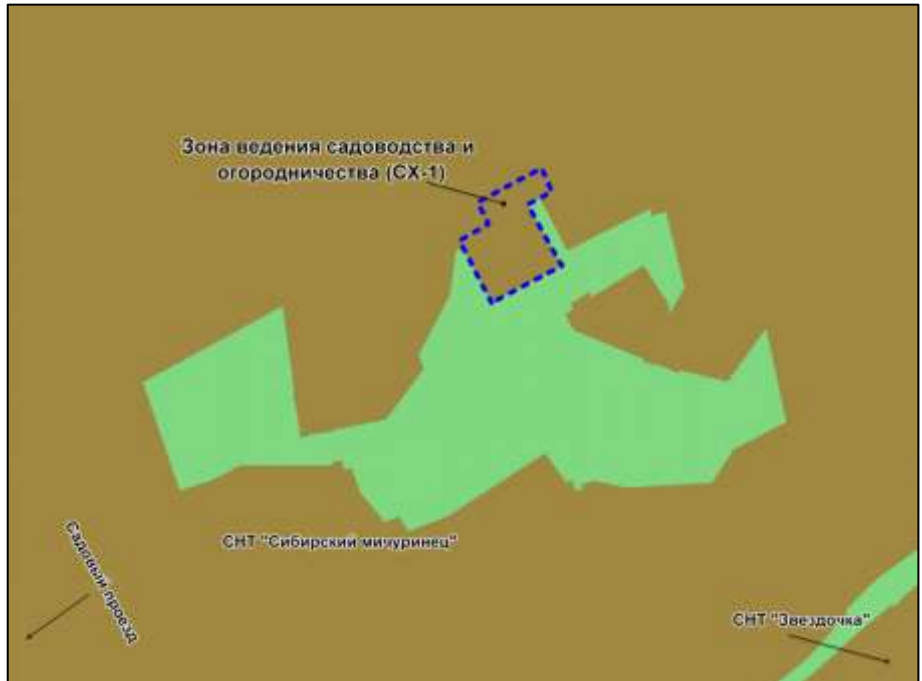 Зона ведения садоводства и
огородничества (СХ-1)
СНТ "Сибирский мичуринец"
Садовый проезд
СНТ "Звездочка"